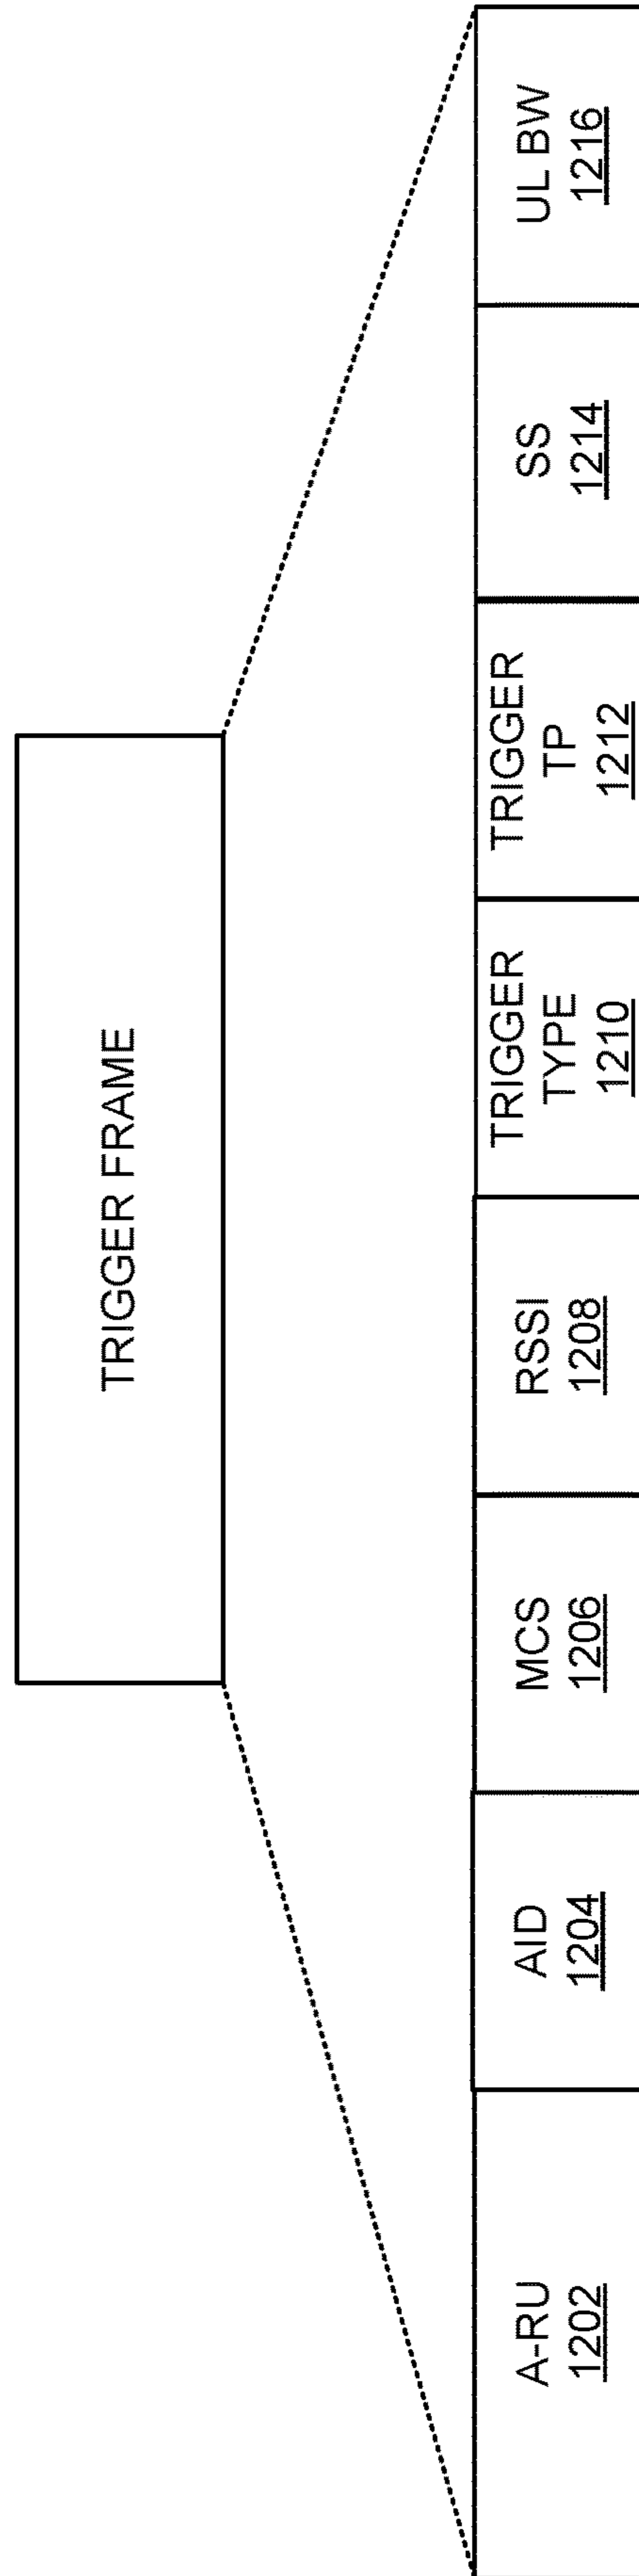 TRIGGER FRAME
A-RU
1202
AID
1204
MCS
1206
RSSI
1208
TRIGGER
TYPE
1210
TRIGGER
TP
1212
SS
1214
UL BW
1216